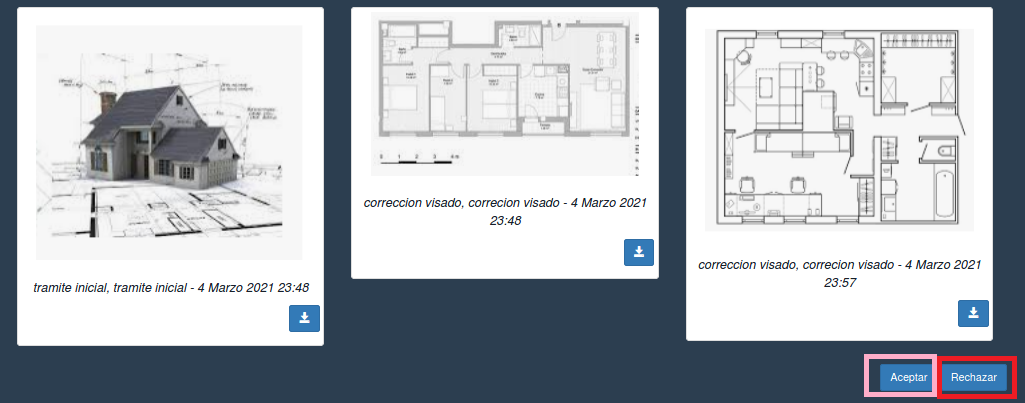 tramite inicial, tramite inicial - 4 Marzo 2021 23:48
correccion visado, correcion visado - 4 Marzo 2021
23:48
correccion visado, correcion visado - 4 Marzo 2021
23:57
Aceptar
Rechazar